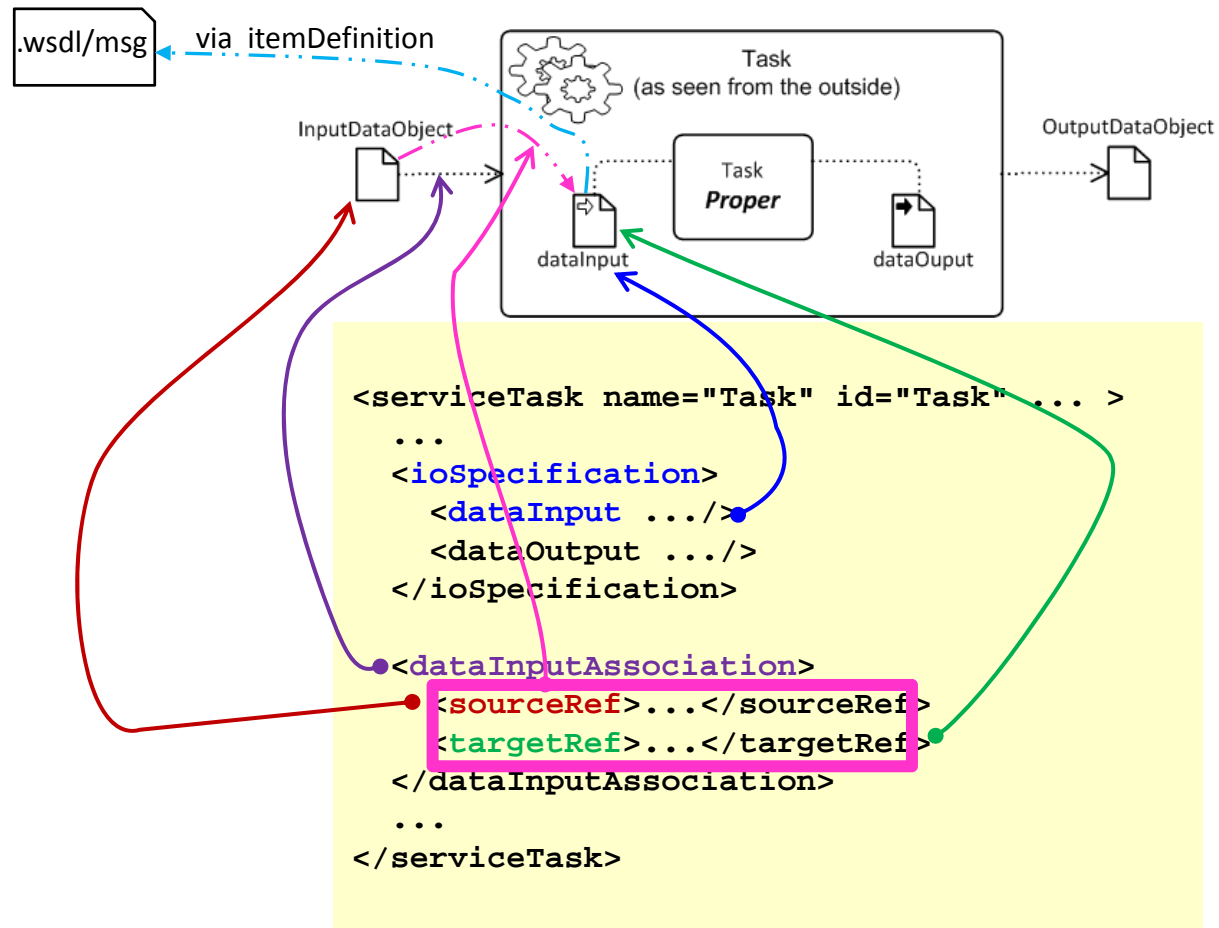 .wsdl/msg
via itemDefinition
Task
(as seen from the outside)
InputDataObject
OutputDataObject
Task
Proper
dataInput
dataOuput
<serviceTask name="Task" id="Task" ... >
...
<ioSpecification>
<dataInput .../>
<dataOutput .../>
</ioSpecification>
<dataInputAssociation>
<sourceRef>...</sourceRef>
<targetRef>...</targetRef>
</dataInputAssociation>
...
</serviceTask>